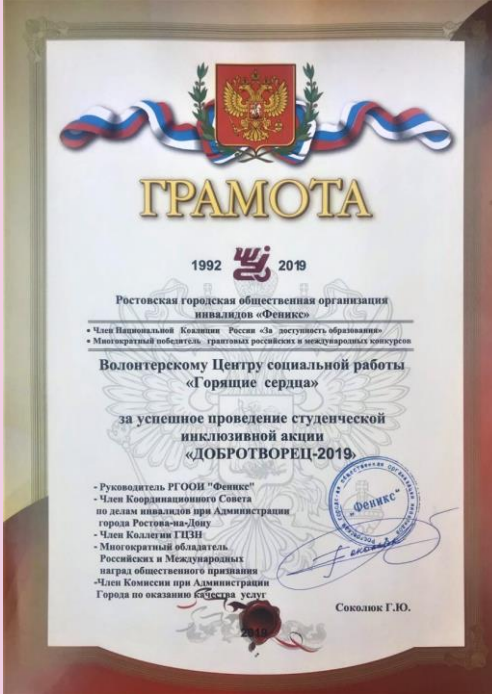 ГРАМОТА
1992 2019
Ростовская городская общественная организация
инвалидов «Феникс»
• Член Национальной Коалиции России «За доступность образования»
• Многократный победитель грантовых российских и международных конкурсов
Волонтерскому Центру социальной работы
«Горящие сердца»
за успешное проведение студенческой
инклюзивной акции
«ДОБРОТВОРЕЦ-2019»
- Руководитель РГООИ "Феникс"
- Член Координационного Совета
по делам инвалидов при Администрации
города Ростова-на-Дону
- Член Коллегии ГЦЗН
- Многократный обладатель
Российских и Международных
наград общественного признания
-Член Комиссии при Администрации
Города по оказанию качества услуг
"Феникс"
Соколюк Г.Ю.
2019